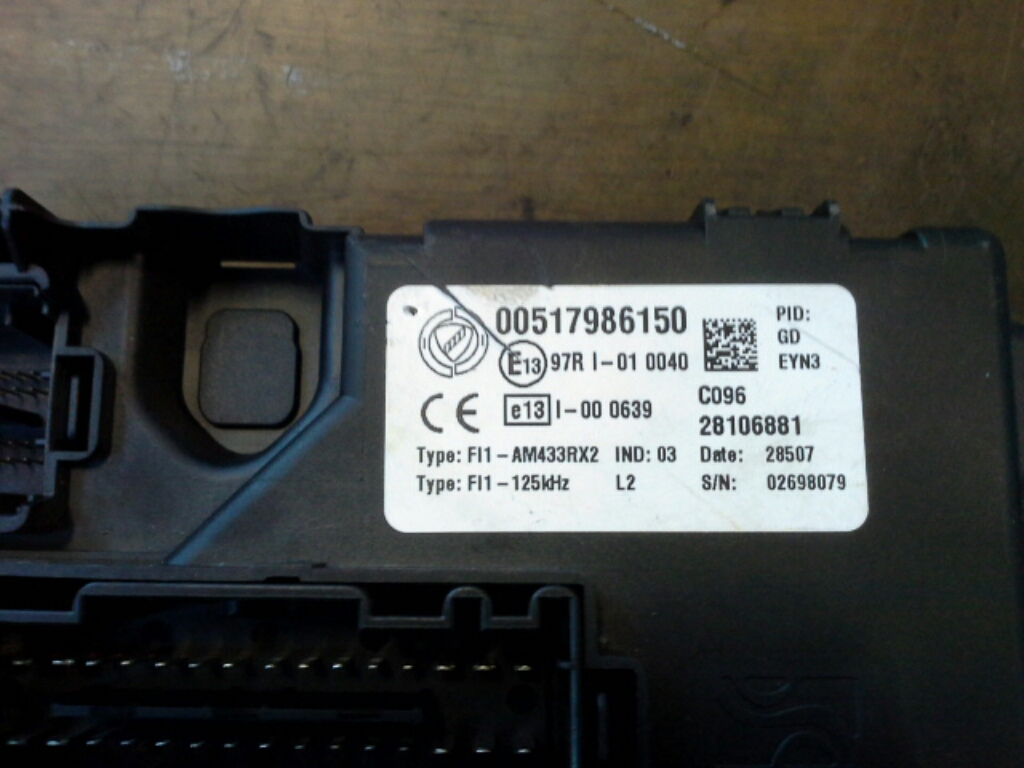 00517986150
E13 97R I-01 0040
CE e13 I-00 0639
Type: FI1-AM433RX2 IND: 03
Type: FI1-125kHz L2
PID:
GD
EYN3
C096
28106881
Date: 28507
S/N: 02698079